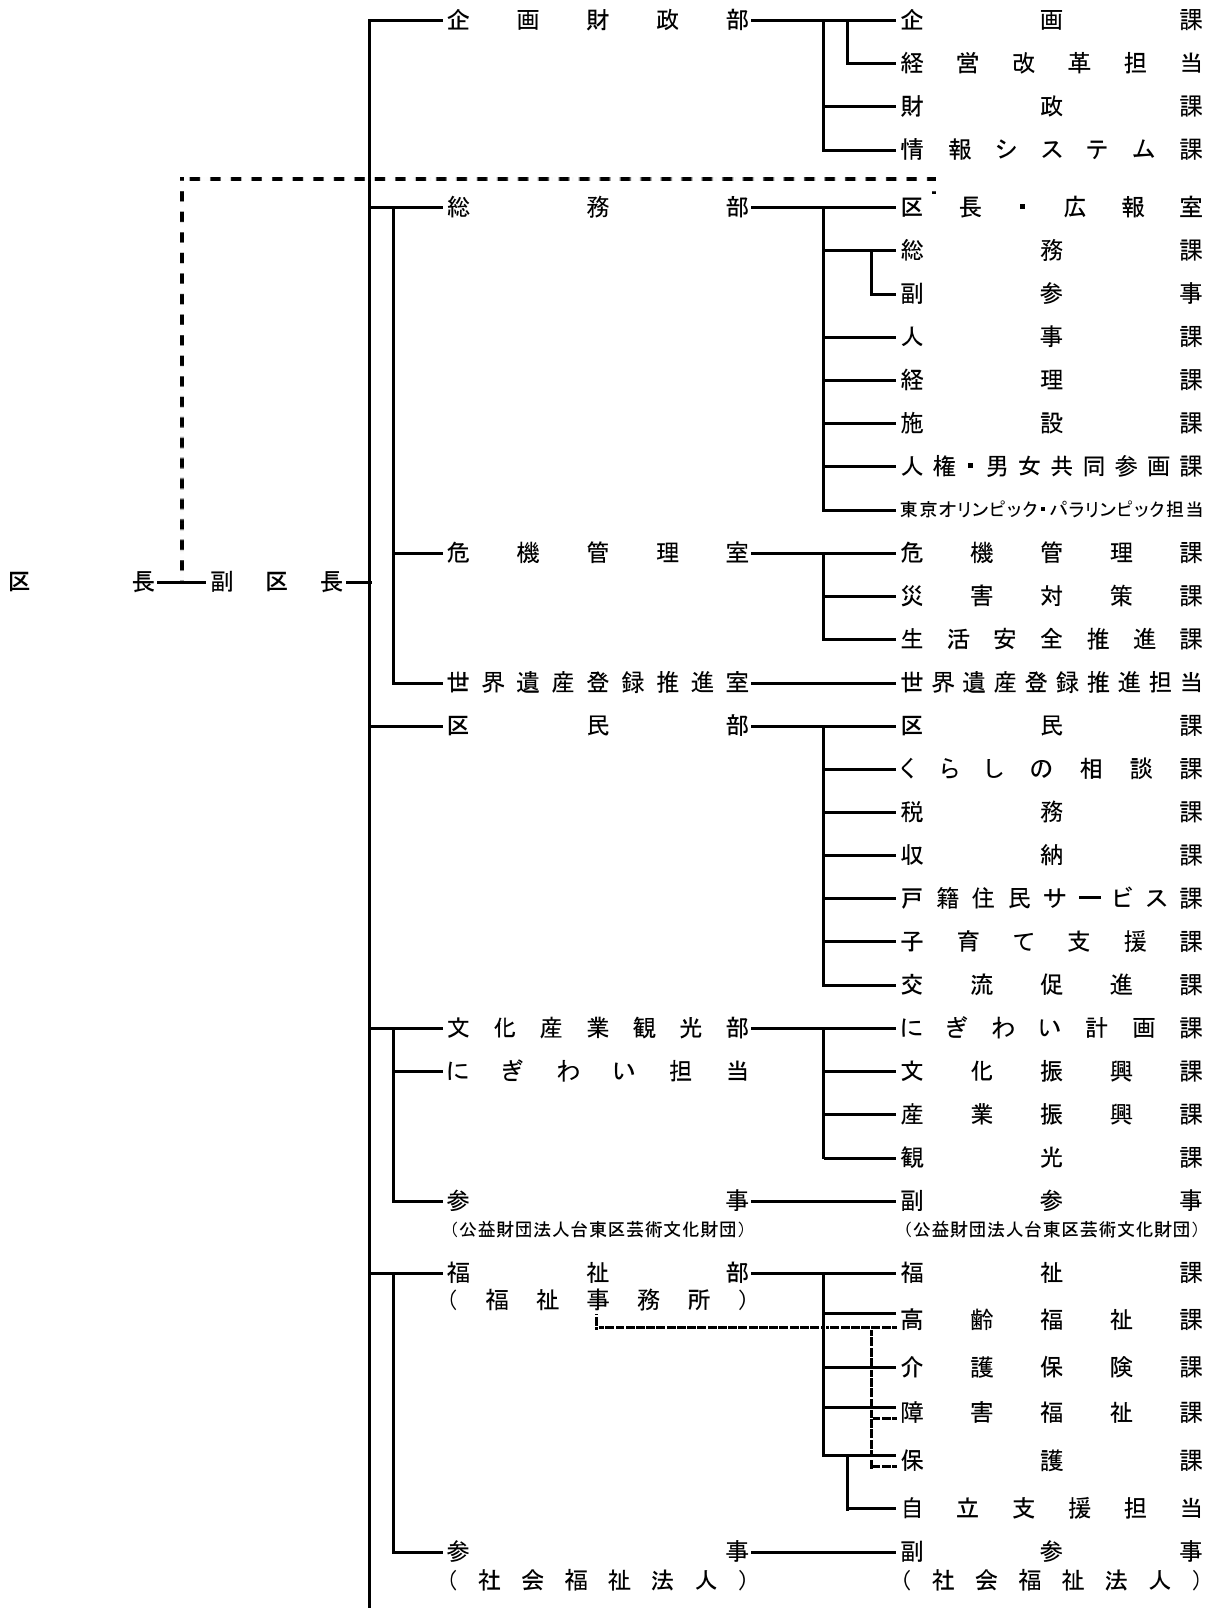 企画財政部 企画課
経営改革担当
財政課
情報システム課
総務部 区長・広報室
総務課
副参事
人事課
経理課
施設課
人権・男女共同参画課
東京オリンピック・パラリンピック担当
危機管理室 危機管理課
区長 副区長
災害対策課
生活安全推進課
世界遺産登録推進室 世界遺産登録推進担当
区民部 区民課
くらしの相談課
税務課
収納課
戸籍住民サービス課
子育て支援課
交流促進課
文化産業観光部 にぎわい計画課
にぎわい担当 文化振興課
産業振興課
観光課
参事 副参事
（公益財団法人台東区芸術文化財団） （公益財団法人台東区芸術文化財団）
福祉部 福祉課
（福祉事務所）
高齢福祉課
介護保険課
障害福祉課
保護課
自立支援担当
参事 副参事
（社会福祉法人） （社会福祉法人）